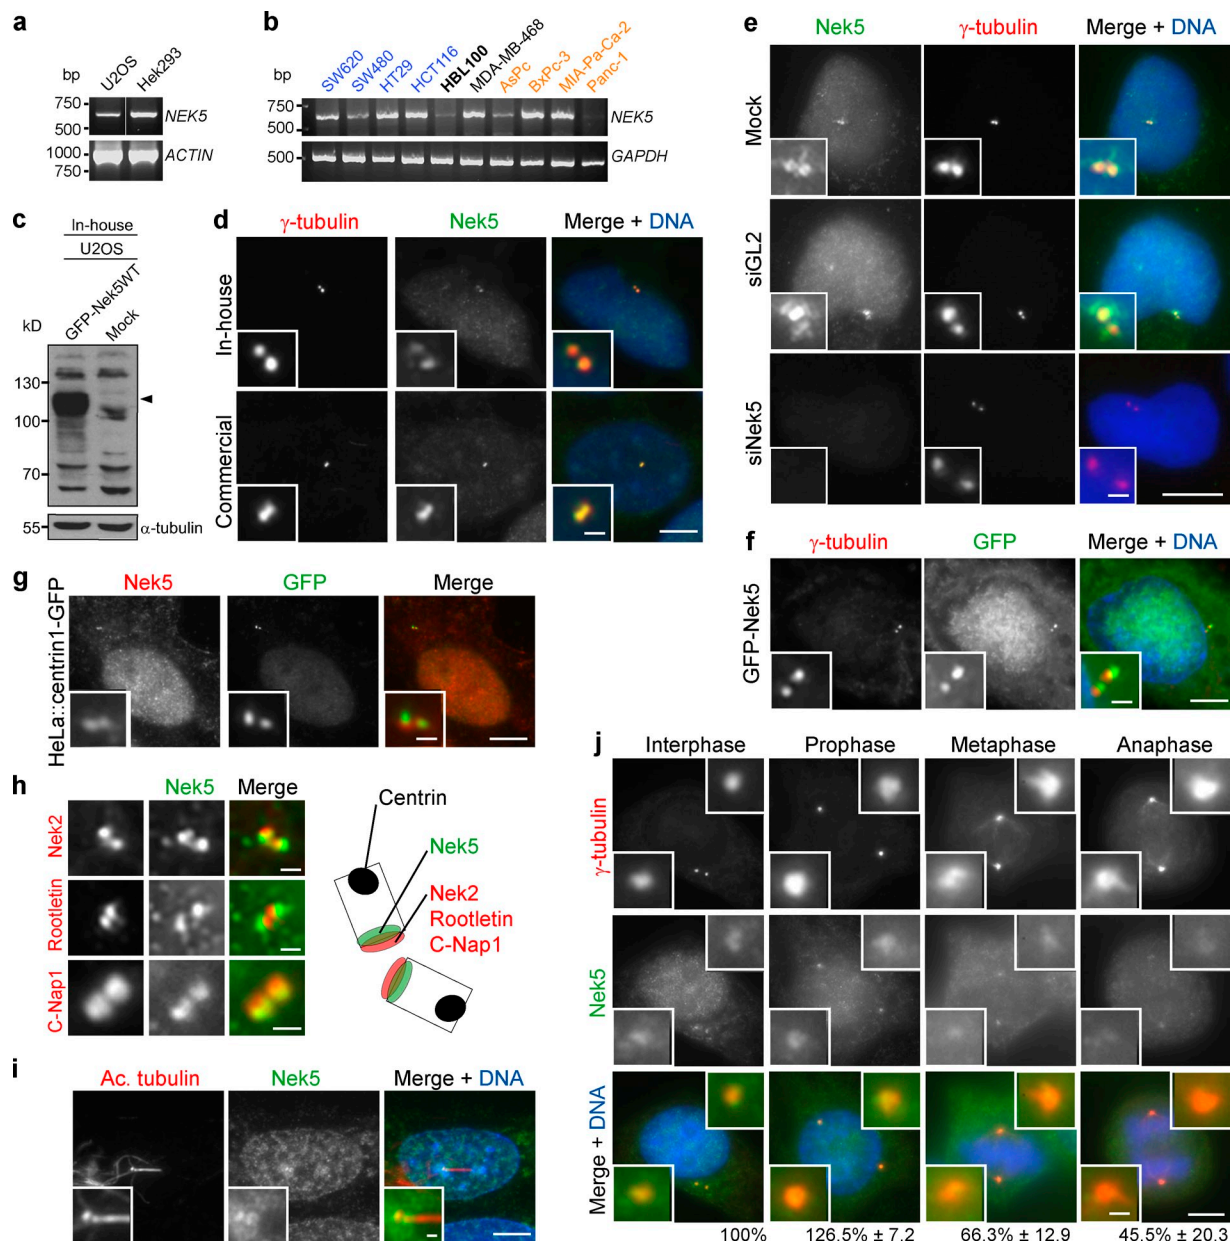 a
bp
U2OS
Hek293
750
500
NEK5
1000
750
ACTIN
b
bp
SW620
SW480
HT29
HCT116
HBL100
MDA-MB-468
AsPc
BxPc-3
MIA-Pa-Ca-2
Panc-1
750
500
NEK5
500
GAPDH
c
In-house
U2OS
kD
GFP-Nek5WT
Mock
130
100
70
55
α-tubulin
d
γ-tubulin
Nek5
Merge + DNA
In-house
Commercial
e
Nek5
γ-tubulin
Merge + DNA
Mock
siGL2
siNek5
f
γ-tubulin
GFP
Merge + DNA
GFP-Nek5
g
Nek5
GFP
Merge
HeLa::centrin1-GFP
h
Nek5
Merge
Nek2
Rootletin
C-Nap1
Centrin
Nek5
Nek2
Rootletin
C-Nap1
i
Ac. tubulin
Nek5
Merge + DNA
j
Interphase
Prophase
Metaphase
Anaphase
γ-tubulin
Nek5
Merge + DNA
100%
126.5% ± 7.2
66.3% ± 12.9
45.5% ± 20.5